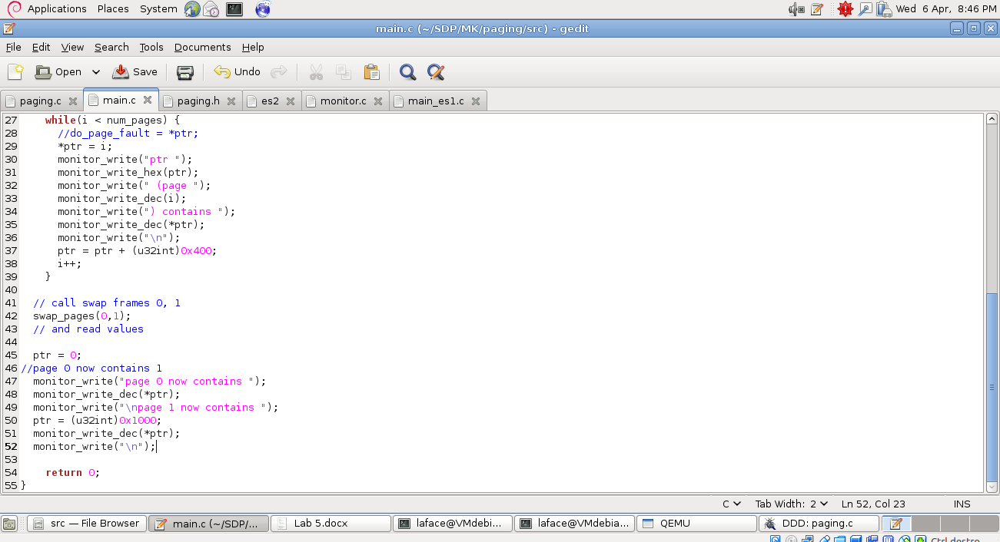 Applications Places System Wed 6 Apr, 8:46 PM
main.c (~/SDP/MK/paging/src) - gedit
File Edit View Search Tools Documents Help
Open Save Undo
paging.c main.c paging.h es2 monitor.c main_es1.c
27 while(i < num_pages) {
28 //do_page_fault = *ptr;
29 *ptr = i;
30 monitor_write("ptr ");
31 monitor_write_hex(ptr);
32 monitor_write(" (page ");
33 monitor_write_dec(i);
34 monitor_write(") contains ");
35 monitor_write_dec(*ptr);
36 monitor_write("\n");
37 ptr = ptr + (u32int)0x400;
38 i++;
39 }
40
41 // call swap frames 0, 1
42 swap_pages(0,1);
43 // and read values
44
45 ptr = 0;
46 //page 0 now contains 1
47 monitor_write("page 0 now contains ");
48 monitor_write_dec(*ptr);
49 monitor_write("\npage 1 now contains ");
50 ptr = (u32int)0x1000;
51 monitor_write_dec(*ptr);
52 monitor_write("\n");
53
54 return 0;
55 }
C Tab Width: 2 Ln 52, Col 23 INS
src — File Browser main.c (~/SDP/... Lab 5.docx laface@VMdebi... laface@VMdebia... QEMU DDD: paging.c
Ctrl destro